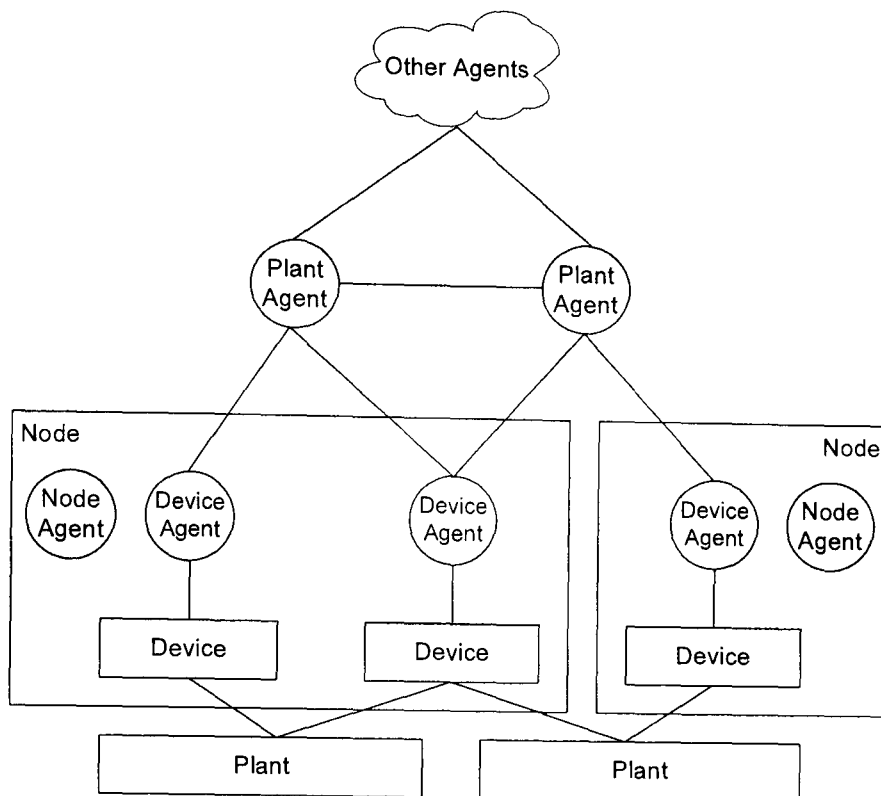 Other Agents
Plant
Agent
Plant
Agent
Node
Node
Node
Agent
Device
Agent
Device
Agent
Device
Agent
Node
Agent
Device
Device
Device
Plant
Plant